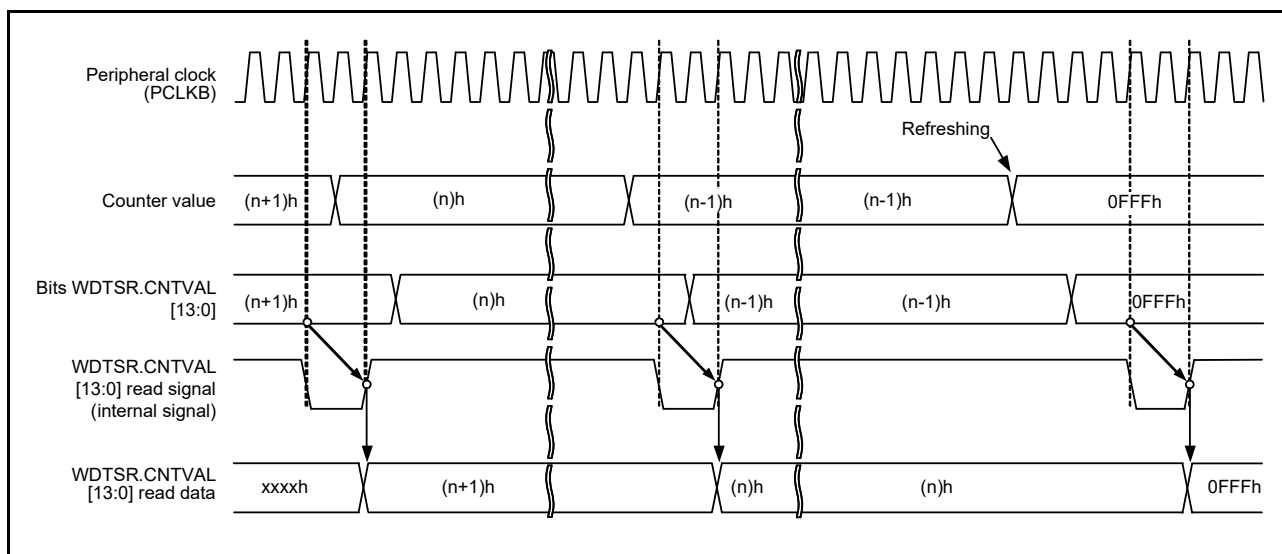 Peripheral clock
(PCLKB)
Refreshing
Counter value
(n+1)h
(n)h
(n-1)h
(n-1)h
0FFFh
Bits WDTSR.CNTVAL
[13:0]
(n+1)h
(n)h
(n-1)h
(n-1)h
0FFFh
WDTSR.CNTVAL
[13:0] read signal
(internal signal)
WDTSR.CNTVAL
[13:0] read data
xxxxh
(n+1)h
(n)h
(n)h
0FFFh